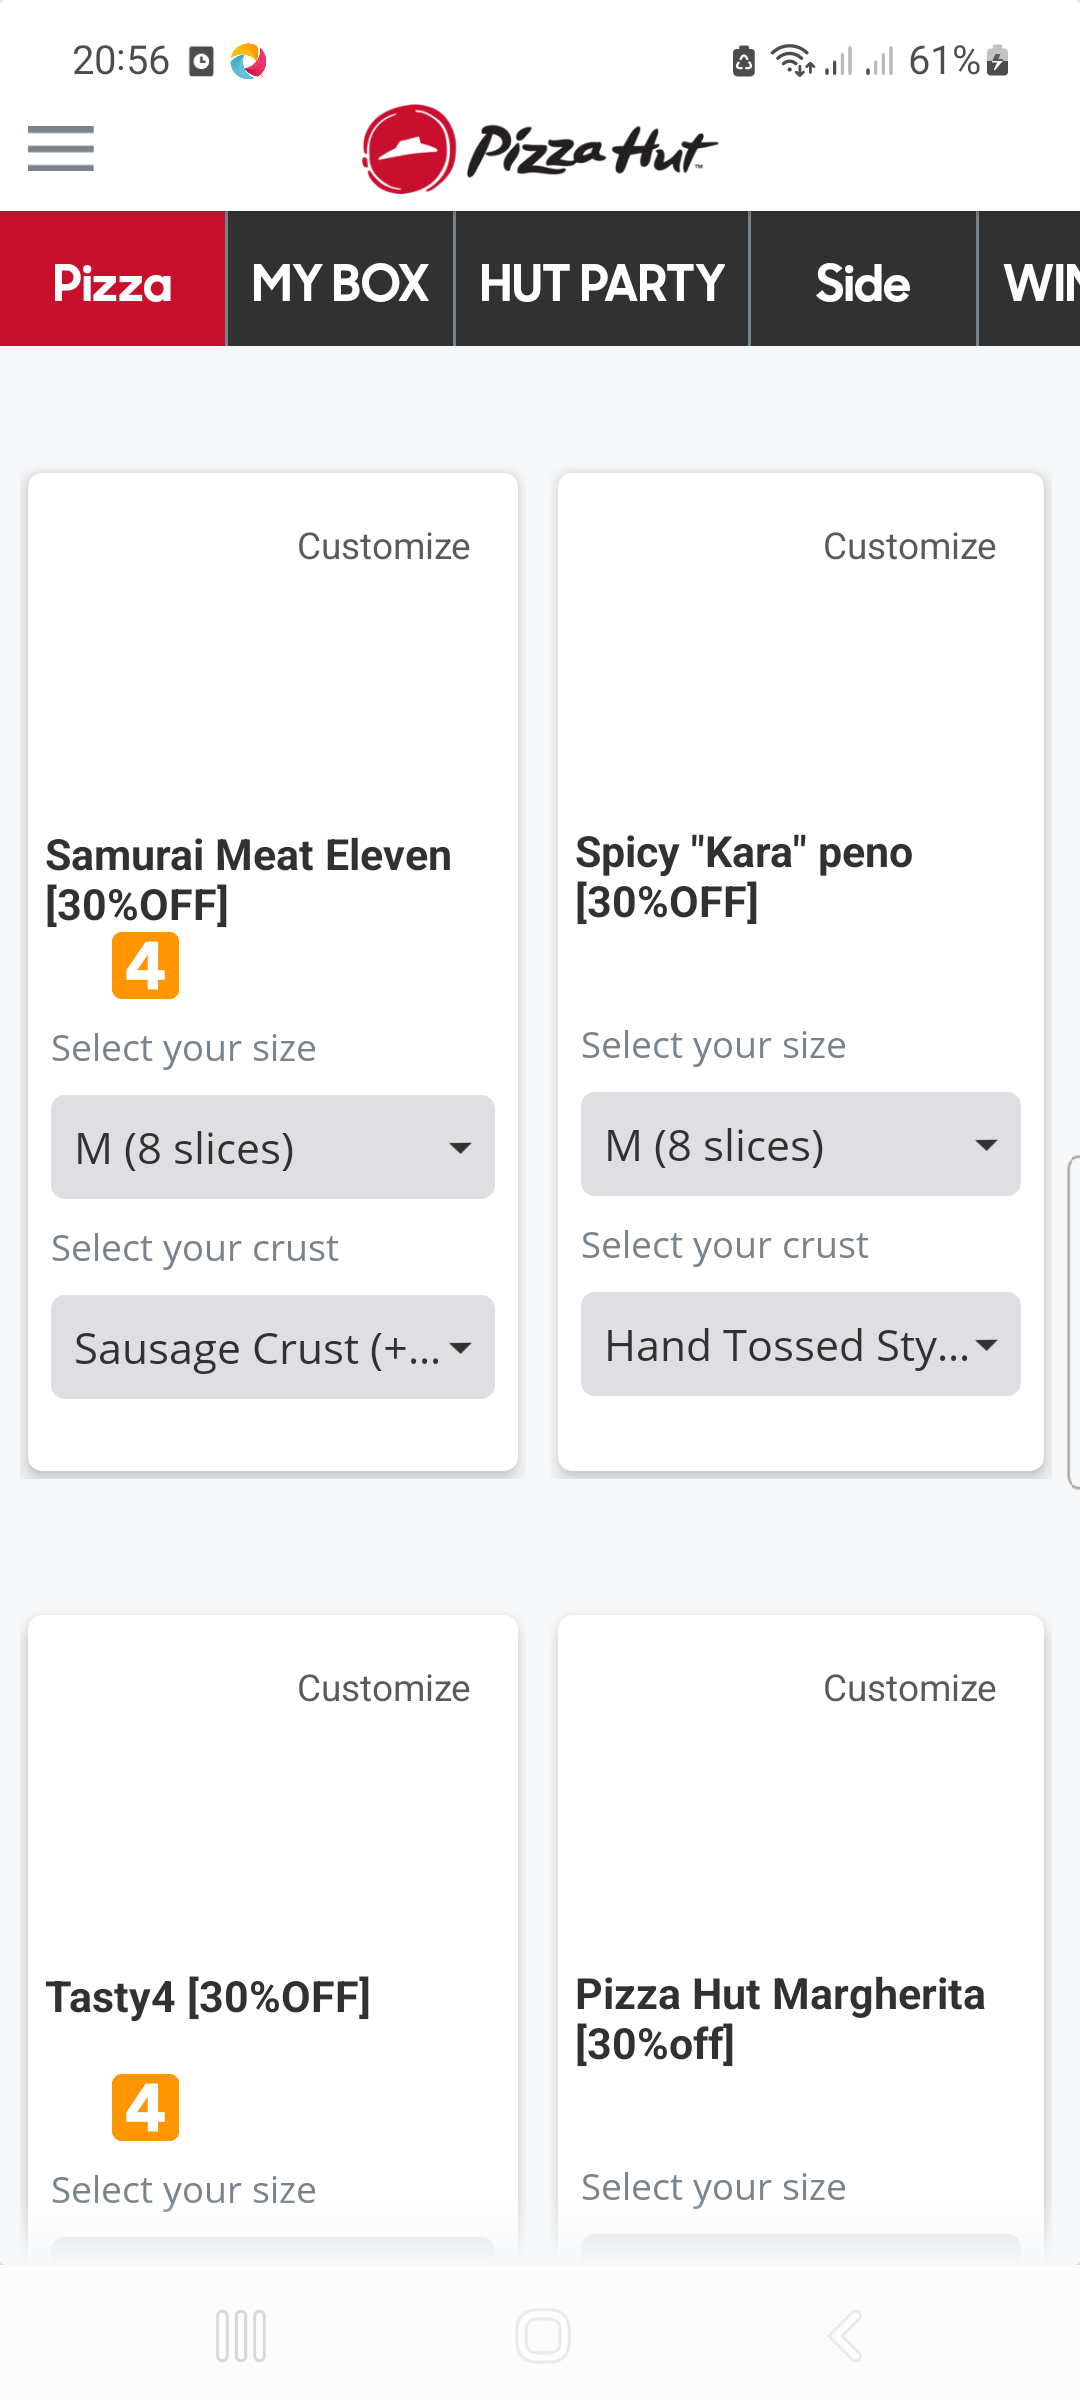 20:56
61%
Pizza Hut™
Pizza
MY BOX
HUT PARTY
Side
WIN
Customize
Customize
Samurai Meat Eleven
[30%OFF]
4
Select your size
M (8 slices)
Select your crust
Sausage Crust (+...
Spicy "Kara" peno
[30%OFF]
Select your size
M (8 slices)
Select your crust
Hand Tossed Sty...
Customize
Customize
Tasty4 [30%OFF]
4
Select your size
Pizza Hut Margherita
[30%off]
Select your size